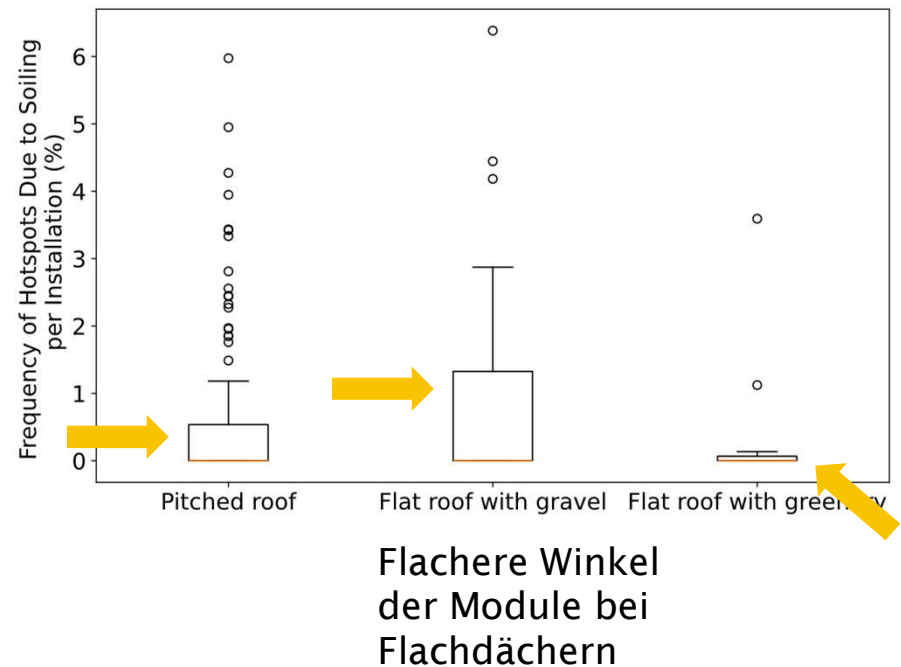 Frequency of Hotspots Due to Soiling
per Installation (%)
6
5
4
3
2
1
0
Pitched roof
Flat roof with gravel
Flat roof with
Flachere Winkel
der Module bei
Flachdächern